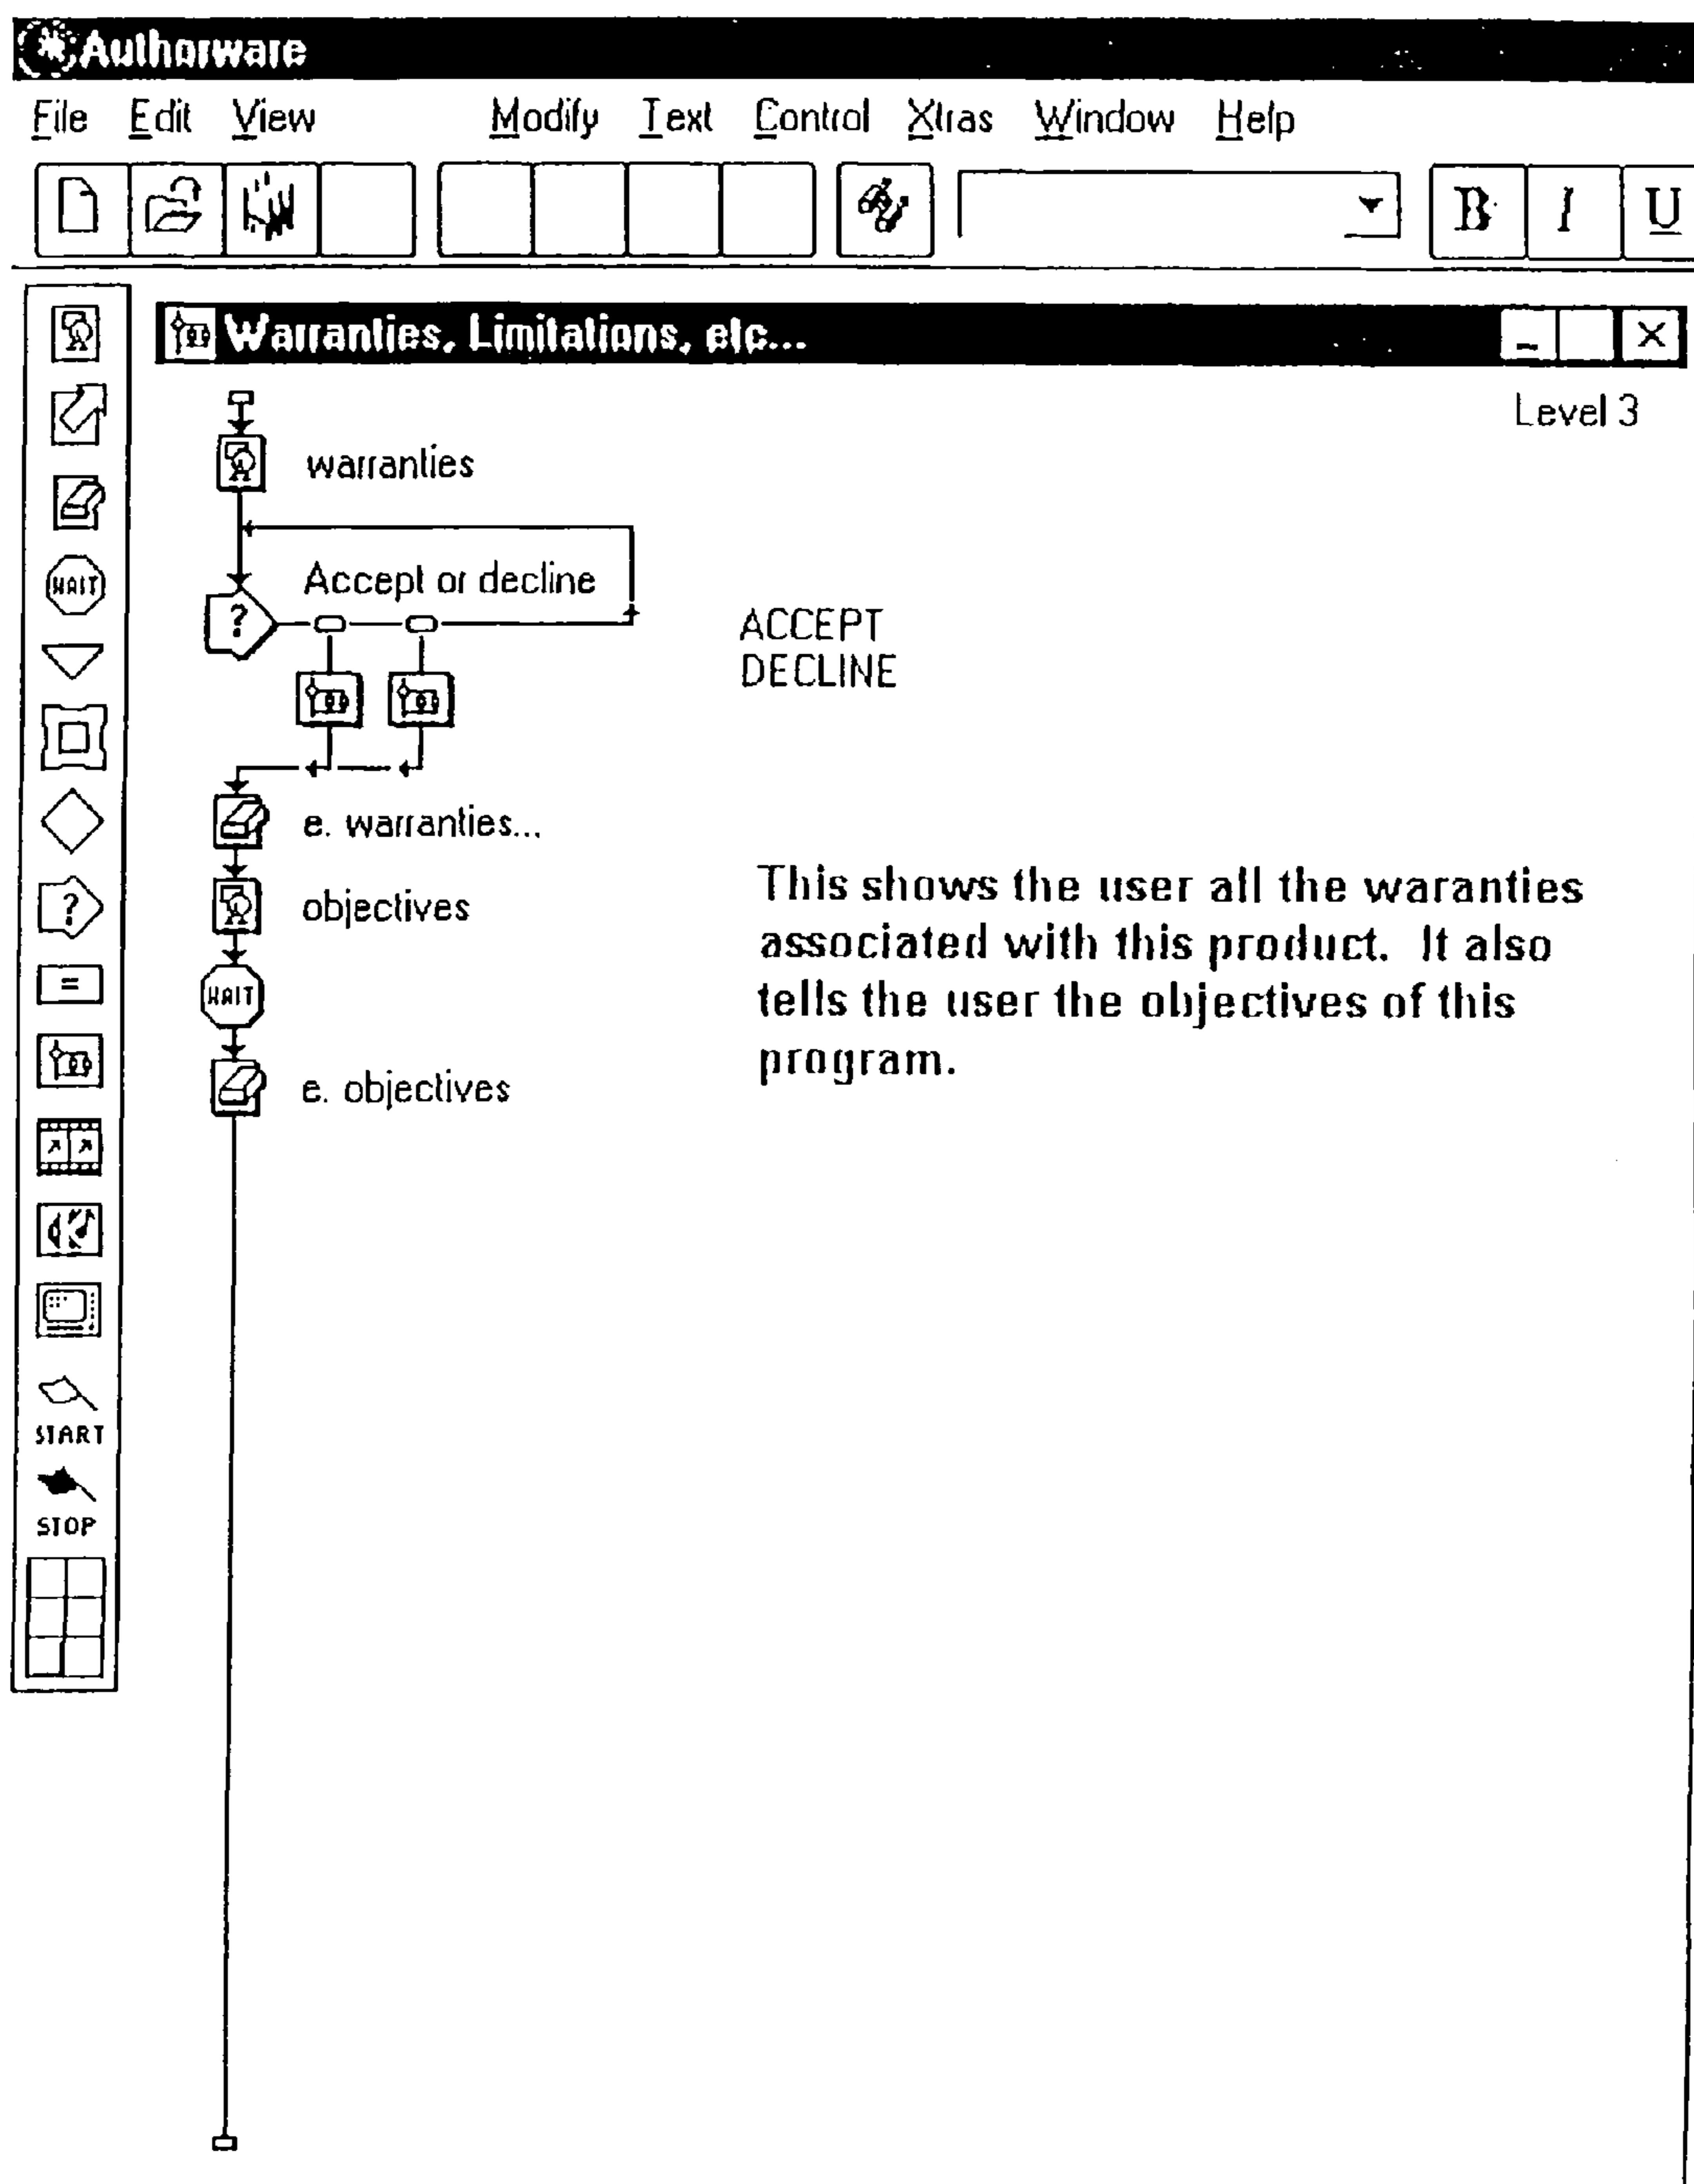 Authorware
File Edit View Modify Text Control Xtras Window Help
B I U
Warranties, Limitations, etc...
Level 3
warranties
Accept or decline
?
ACCEPT
DECLINE
e. warranties...
objectives
WAIT
e. objectives
This shows the user all the waranties
associated with this product. It also
tells the user the objectives of this
program.
WAIT
?
=
START
STOP